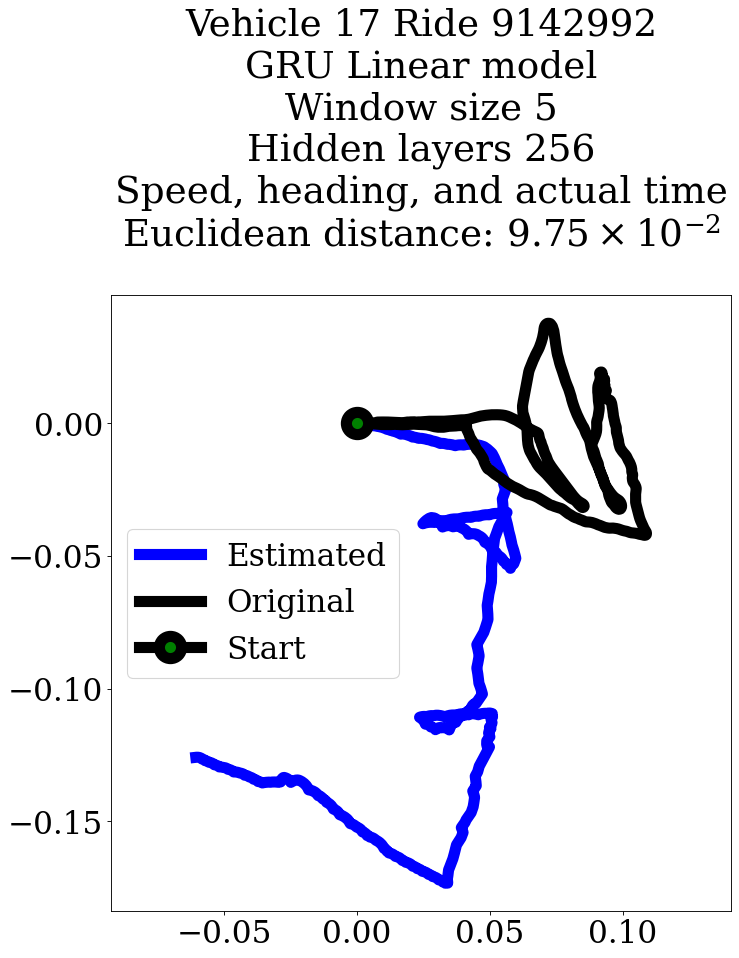 Vehicle 17 Ride 9142992
GRU Linear model
Window size 5
Hidden layers 256
Speed, heading, and actual time
Euclidean distance: 9.75 × 10⁻²
0.00
−0.05
−0.10
−0.15
Estimated
Original
Start
−0.05 0.00 0.05 0.10